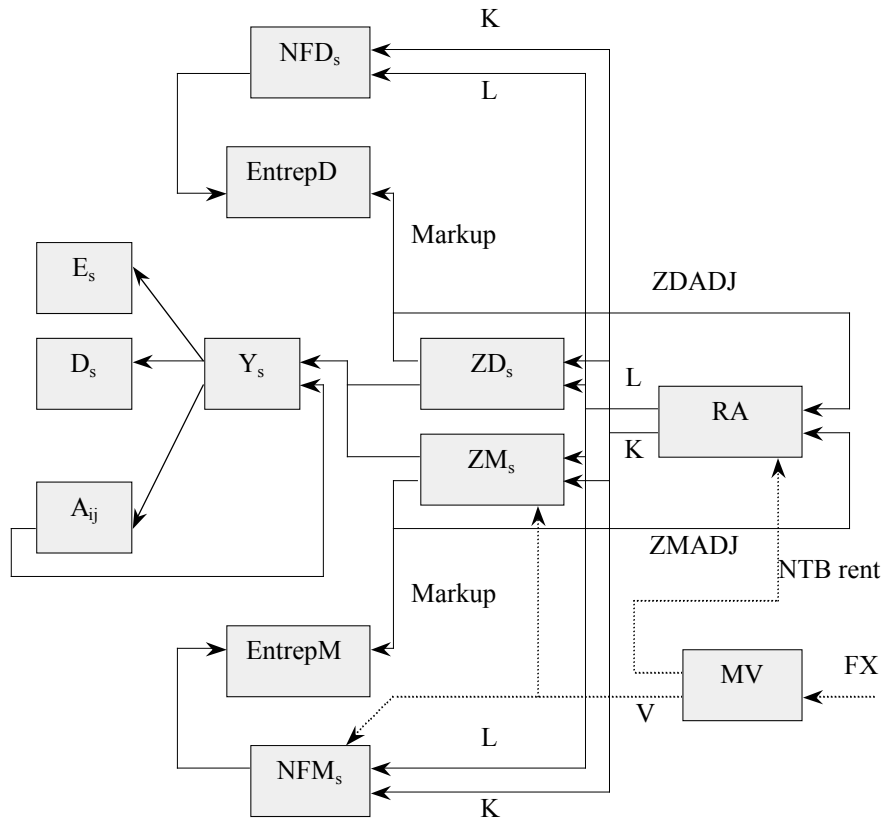 K
NFDₛ
L
EntrepD
Markup
Eₛ
ZDADJ
Dₛ
Yₛ
ZDₛ
L
RA
K
ZMₛ
Aᵢⱼ
ZMADJ
NTB rent
Markup
EntrepM
MV
FX
V
L
NFMₛ
K